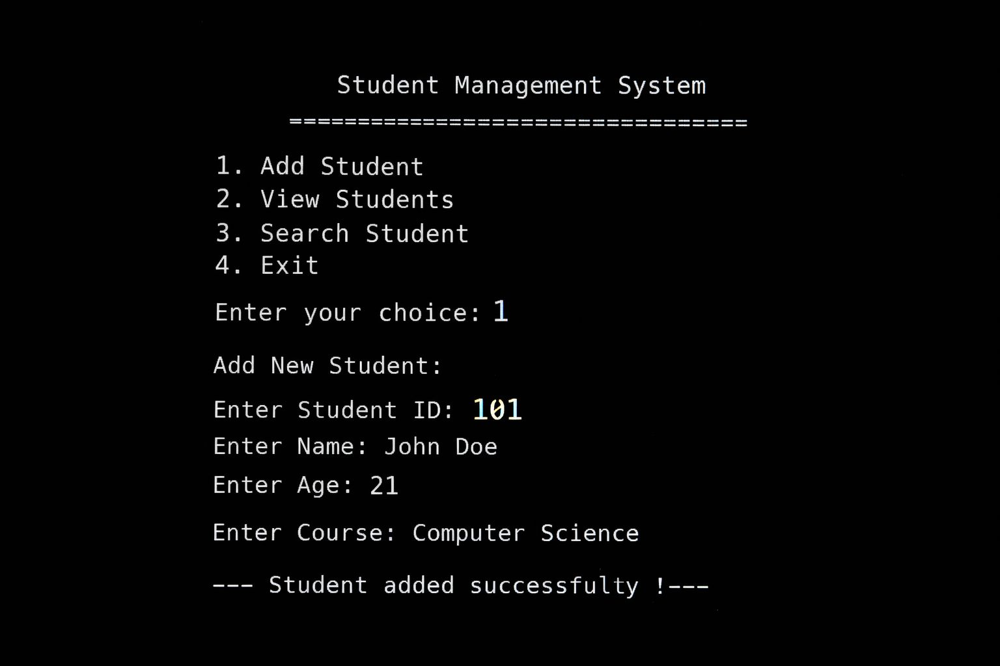 Student Management System
==================================
1. Add Student
2. View Students
3. Search Student
4. Exit
Enter your choice: 1
Add New Student:
Enter Student ID: 101
Enter Name: John Doe
Enter Age: 21
Enter Course: Computer Science
--- Student added successfulty !---